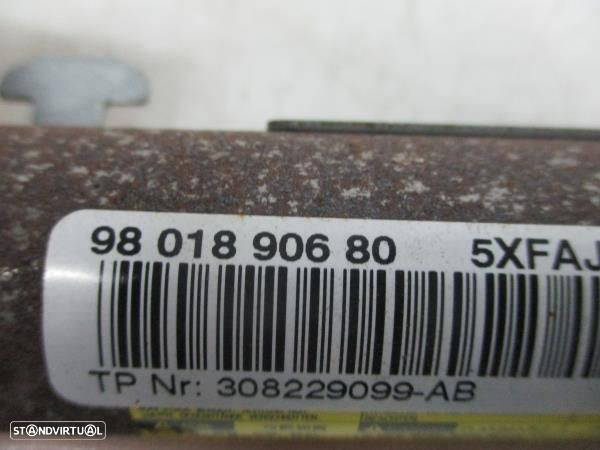 98 018 906 80 5XFAJ
TP Nr: 308229099-AB
STANDVIRTUAL